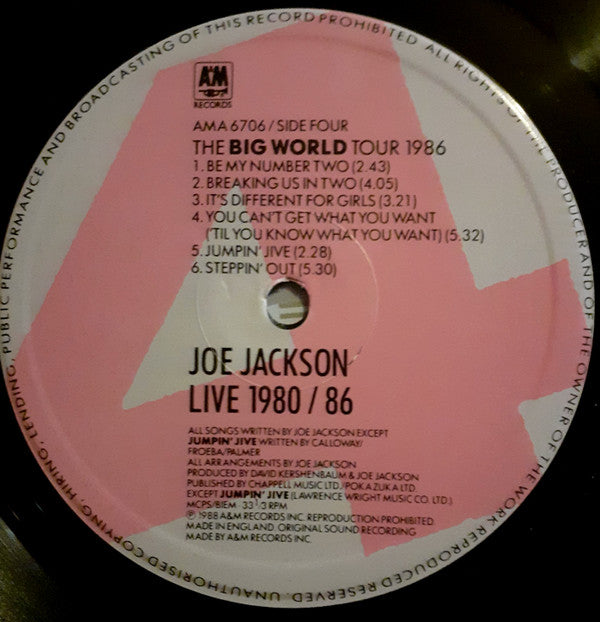 A&M
RECORDS
AMA 6706 / SIDE FOUR
THE BIG WORLD TOUR 1986
1. BE MY NUMBER TWO (2.43)
2. BREAKING US IN TWO (4.05)
3. IT'S DIFFERENT FOR GIRLS (3.21)
4. YOU CAN'T GET WHAT YOU WANT
('TIL YOU KNOW WHAT YOU WANT) (5.32)
5. JUMPIN' JIVE (2.28)
6. STEPPIN' OUT (5.30)
JOE JACKSON
LIVE 1980 / 86
ALL SONGS WRITTEN BY JOE JACKSON EXCEPT
JUMPIN' JIVE WRITTEN BY CALLOWAY/
FROEBA/PALMER
ALL ARRANGEMENTS BY JOE JACKSON
PRODUCED BY DAVID KERSHENBAUM & JOE JACKSON
PUBLISHED BY CHAPPELL MUSIC LTD./POKAZUKA LTD.
EXCEPT JUMPIN' JIVE (LAWRENCE WRIGHT MUSIC CO. LTD.)
MCPS/BIEM · 33 1/3 RPM
℗ 1988 A&M RECORDS INC. REPRODUCTION PROHIBITED.
MADE IN ENGLAND. ORIGINAL SOUND RECORDING
MADE BY A&M RECORDS INC.
ALL RIGHTS OF THE PRODUCER AND OF THE OWNER OF THE WORK REPRODUCED RESERVED. UNAUTHORISED COPYING, HIRING, LENDING, PUBLIC PERFORMANCE AND BROADCASTING OF THIS RECORD PROHIBITED